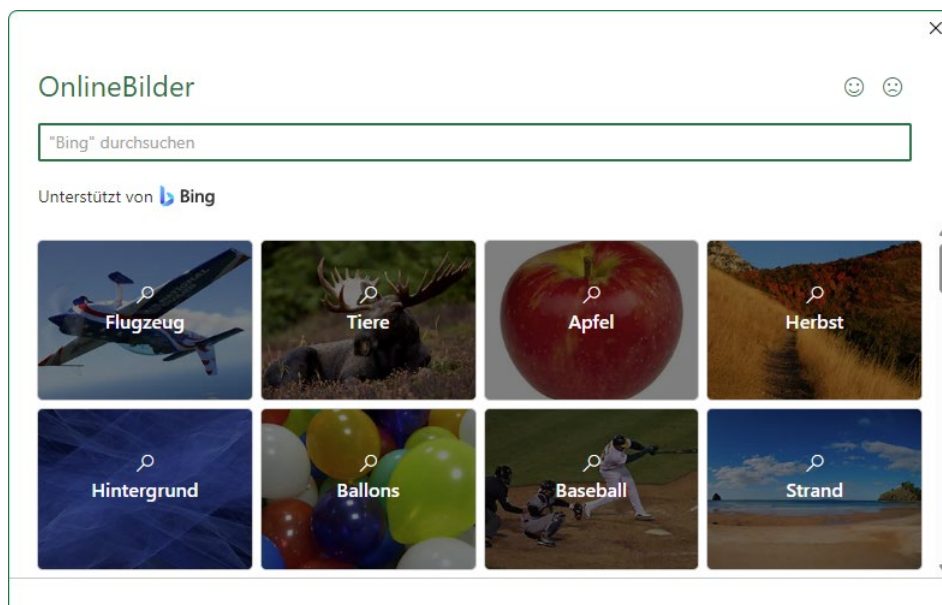 OnlineBilder
"Bing" durchsuchen
Unterstützt von Bing
Flugzeug
Tiere
Apfel
Herbst
Hintergrund
Ballons
Baseball
Strand